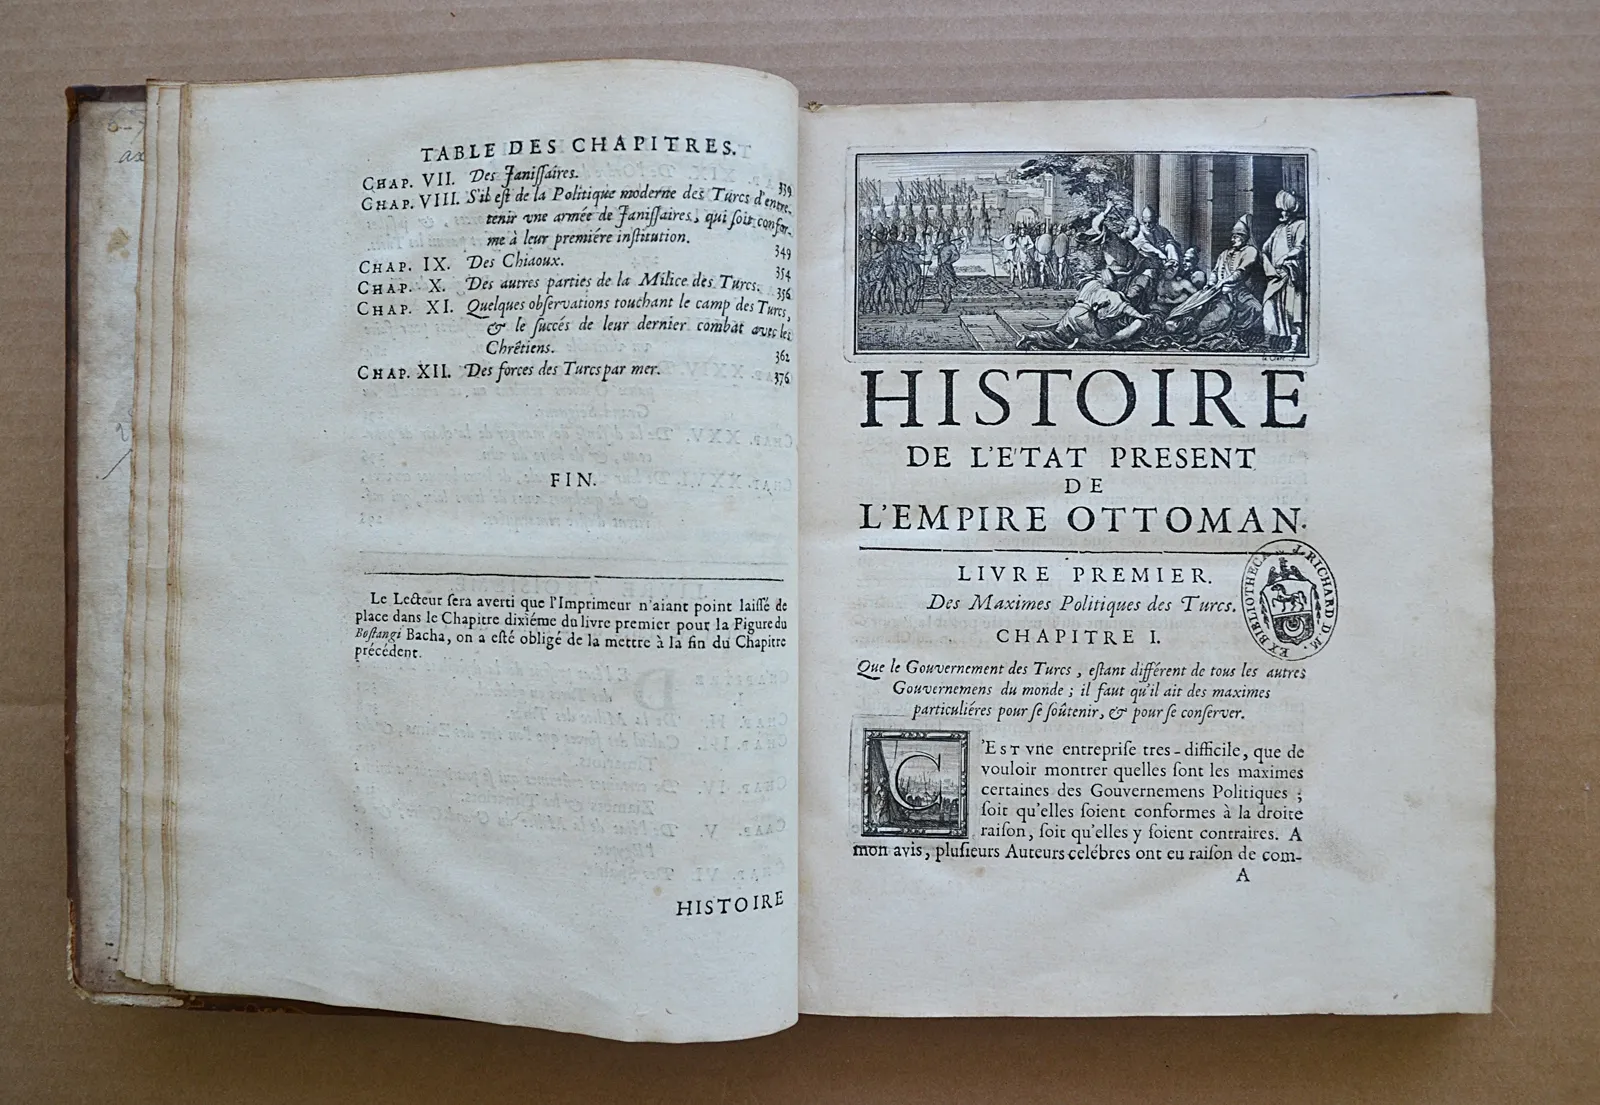 TABLE DES CHAPITRES.
CHAP. VII. Des Janiſſaires. 339
CHAP. VIII. S'il eſt de la Politique moderne des Turcs d'entre-
tenir vne armée de Janiſſaires, qui ſoit confor-
me à leur premiére inſtitution. 349
CHAP. IX. Des Chiaoux. 354
CHAP. X. Des autres parties de la Milice des Turcs. 356
CHAP. XI. Quelques obſervations touchant le camp des Turcs,
& le ſuccés de leur dernier combat avec les
Chrêtiens. 362
CHAP. XII. Des forces des Turcs par mer. 376
FIN.
Le Lecteur ſera averti que l'Imprimeur n'aiant point laiſſé de
place dans le Chapitre dixiéme du livre premier pour la Figure du
Boſtangi Bacha, on a eſté obligé de la mettre à la fin du Chapitre
précédent.
HISTOIRE
HISTOIRE
DE L'ETAT PRESENT
DE
L'EMPIRE OTTOMAN.
LIVRE PREMIER.
Des Maximes Politiques des Turcs.
CHAPITRE I.
Que le Gouvernement des Turcs, eſtant différent de tous les autres
Gouvernemens du monde ; il faut qu'il ait des maximes
particuliéres pour ſe ſoûtenir, & pour ſe conſerver.
C'EST vne entrepriſe tres-difficile, que de
vouloir montrer quelles ſont les maximes
certaines des Gouvernemens Politiques ;
ſoit qu'elles ſoient conformes à la droite
raiſon, ſoit qu'elles y ſoient contraires. A
mon avis, pluſieurs Auteurs celébres ont eu raiſon de com-
A
EX BIBLIOTHECA J. RICHARD D. M.